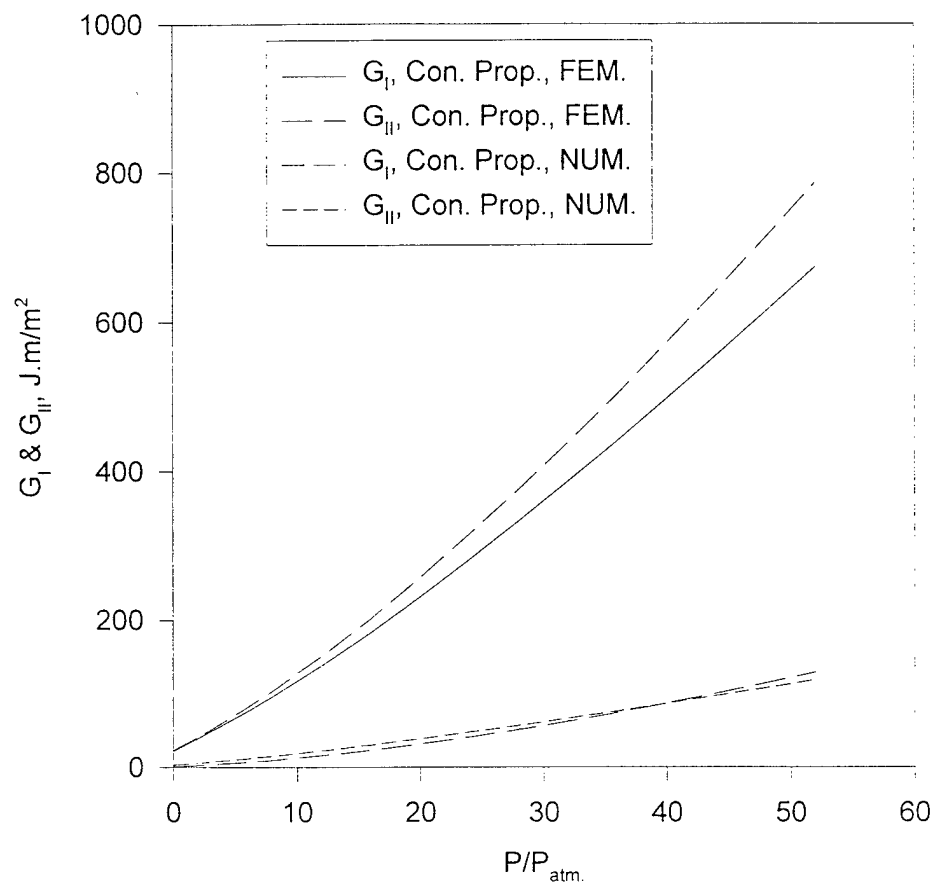 1000
800
600
400
200
0
G_I & G_II, J.m/m²
G_I, Con. Prop., FEM.
G_II, Con. Prop., FEM.
G_I, Con. Prop., NUM.
G_II, Con. Prop., NUM.
0 10 20 30 40 50 60
P/P_atm.